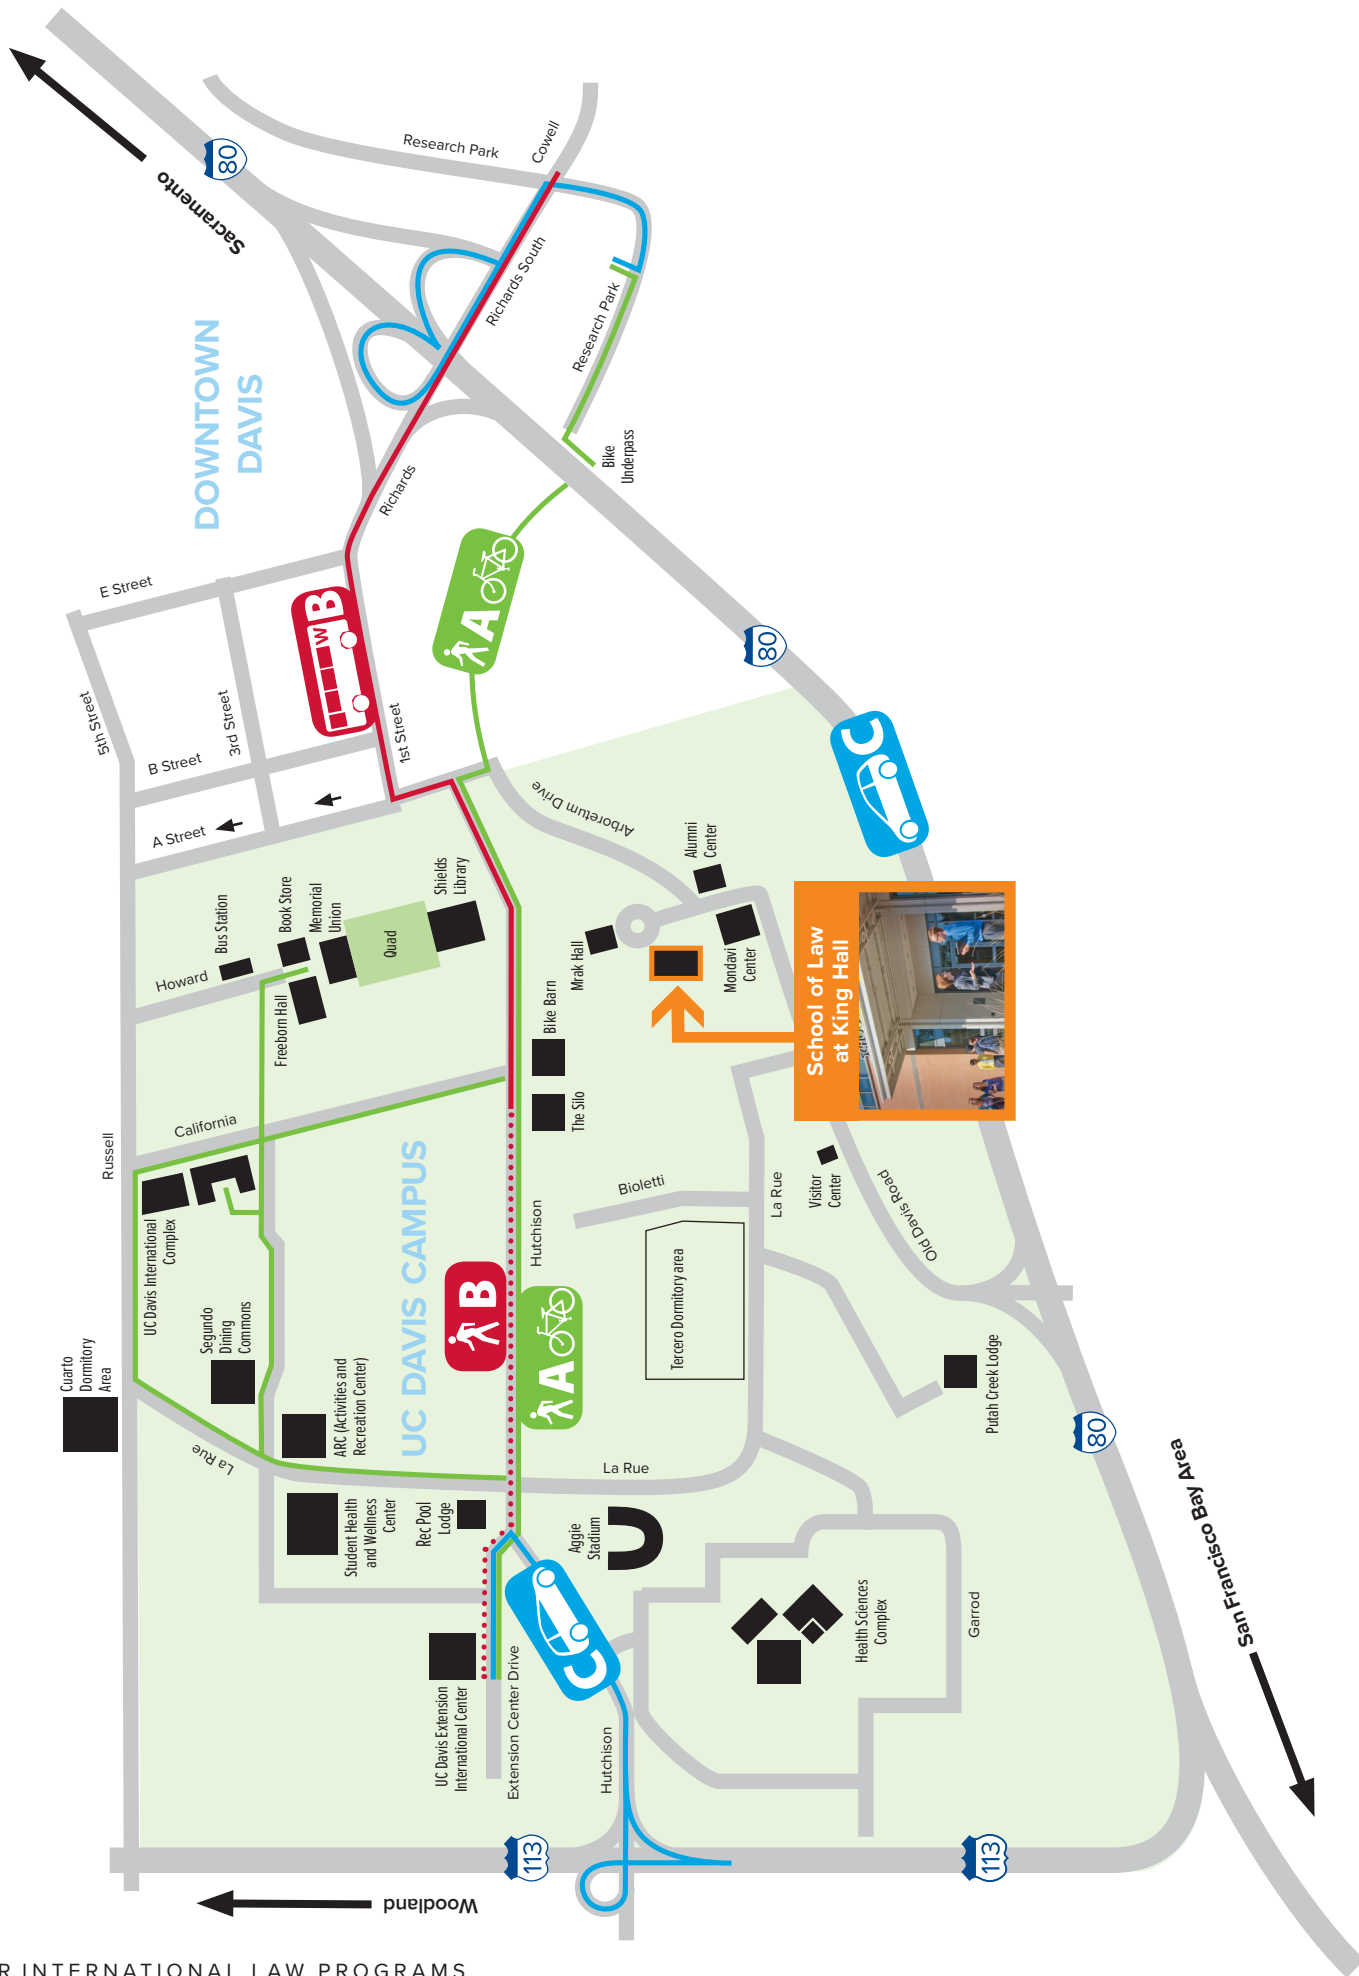 Sacramento
80
Research Park
Cowell
Richards South
Research Park
DOWNTOWN
DAVIS
Richards
Bike
Underpass
E Street
5th Street
3rd Street
B Street
A Street
1st Street
W
B
A
80
C
Arboretum Drive
Alumni
Center
Mrak Hall
Mondavi
Center
School of Law
at King Hall
Bus Station
Book Store
Memorial
Union
Quad
Shields
Library
Howard
Freeborn Hall
Bike Barn
The Silo
California
Russell
UC Davis International
Complex
Segundo
Dining
Commons
Cuarto
Dormitory
Area
UC DAVIS CAMPUS
Hutchison
B
A
Bioletti
La Rue
Visitor
Center
Old Davis Road
Tercero Dormitory area
Putah Creek Lodge
La Rue
ARC (Activities and
Recreation Center)
La Rue
Student Health
and Wellness
Center
Rec Pool
Lodge
Aggie
Stadium
C
Health Sciences
Complex
Garrod
UC Davis Extension
International Center
Extension Center Drive
Hutchison
80
San Francisco Bay Area
113
113
Woodland
R INTERNATIONAL LAW PROGRAMS